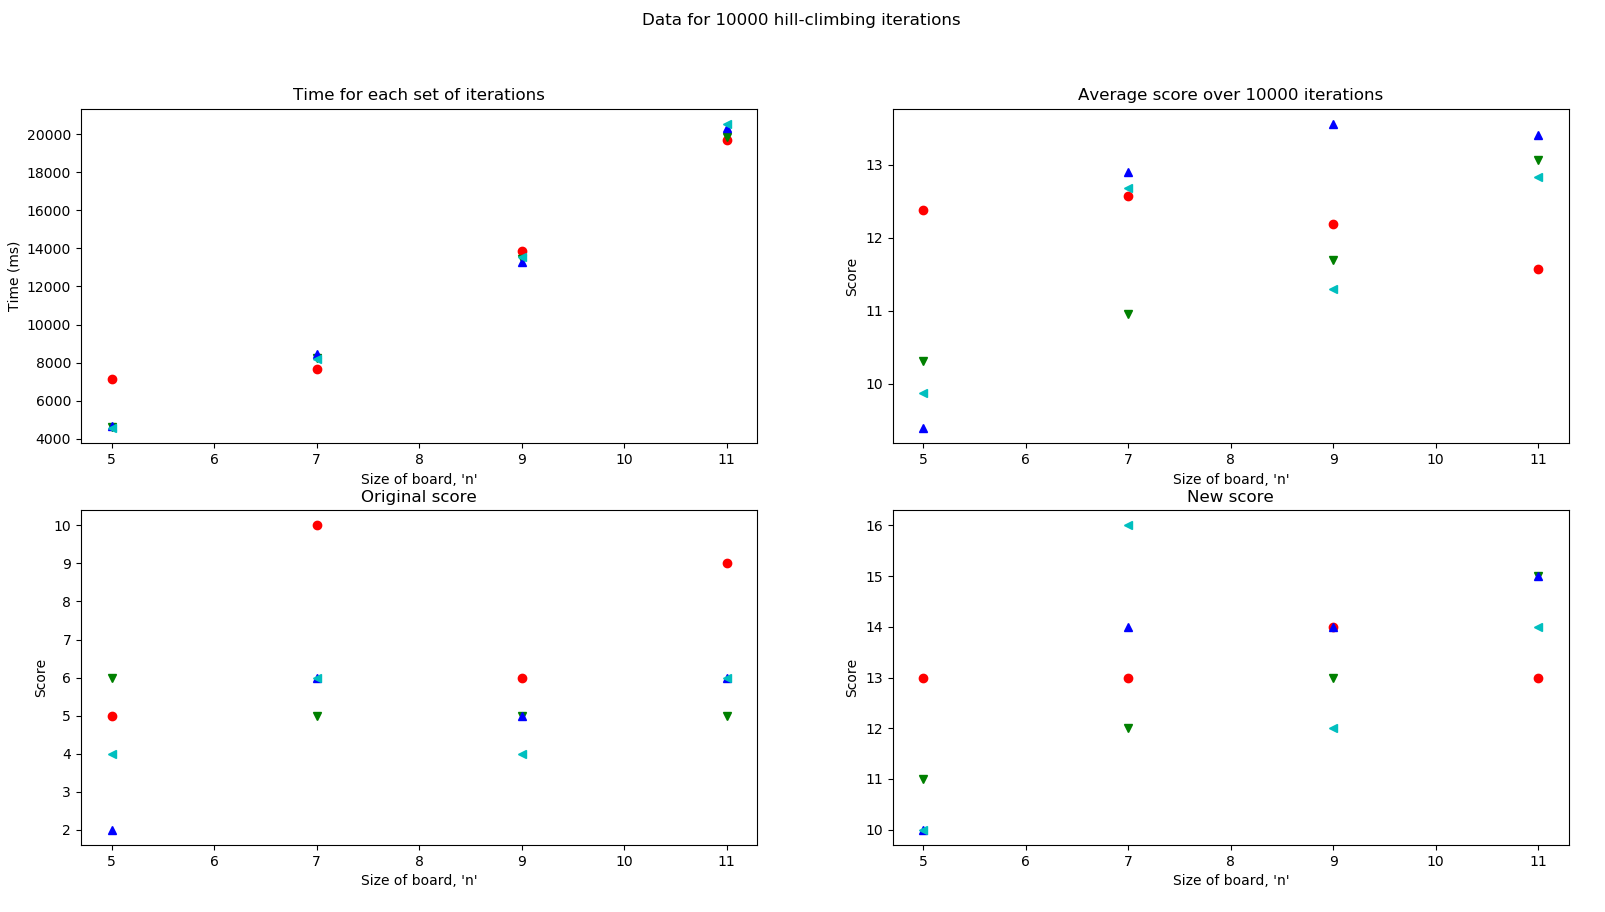 Data for 10000 hill-climbing iterations
Time for each set of iterations
Time (ms)
20000
18000
16000
14000
12000
10000
8000
6000
4000
5 6 7 8 9 10 11
Size of board, 'n'
Average score over 10000 iterations
Score
13
12
11
10
5 6 7 8 9 10 11
Size of board, 'n'
Original score
Score
10
9
8
7
6
5
4
3
2
5 6 7 8 9 10 11
Size of board, 'n'
New score
Score
16
15
14
13
12
11
10
5 6 7 8 9 10 11
Size of board, 'n'